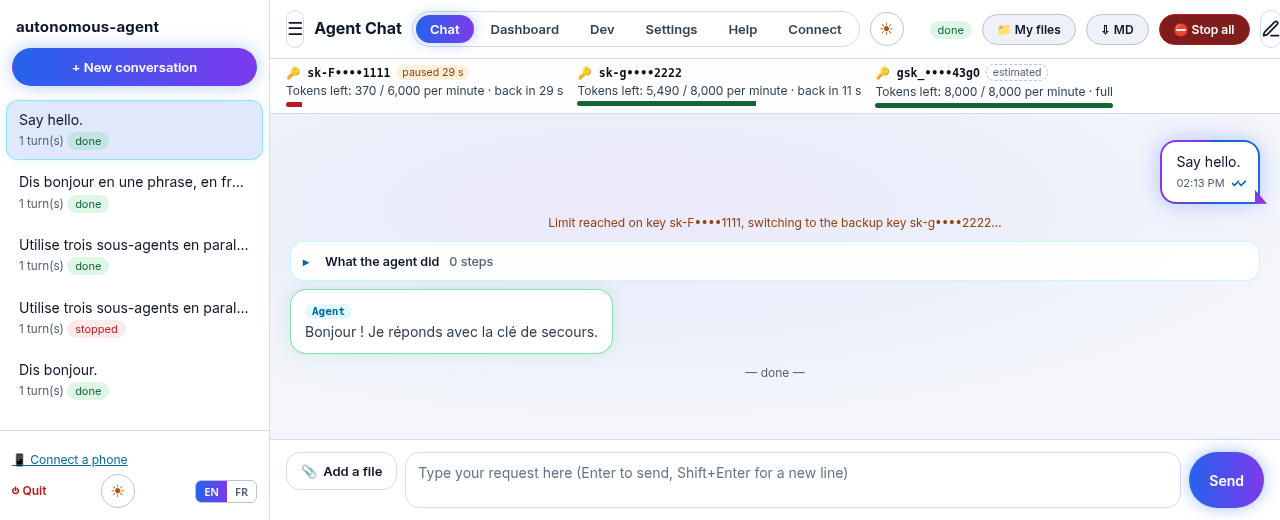 autonomous-agent
+ New conversation
Say hello.
1 turn(s) done
Dis bonjour en une phrase, en fr...
1 turn(s) done
Utilise trois sous-agents en paral...
1 turn(s) done
Utilise trois sous-agents en paral...
1 turn(s) stopped
Dis bonjour.
1 turn(s) done
Connect a phone
Quit
EN FR
Agent Chat
Chat Dashboard Dev Settings Help Connect
done My files ⇩ MD Stop all
sk-F••••1111 paused 29 s
Tokens left: 370 / 6,000 per minute · back in 29 s
sk-g••••2222
Tokens left: 5,490 / 8,000 per minute · back in 11 s
gsk_••••43gO estimated
Tokens left: 8,000 / 8,000 per minute · full
Say hello.
02:13 PM
Limit reached on key sk-F••••1111, switching to the backup key sk-g••••2222...
What the agent did 0 steps
Agent
Bonjour ! Je réponds avec la clé de secours.
— done —
Add a file
Type your request here (Enter to send, Shift+Enter for a new line)
Send